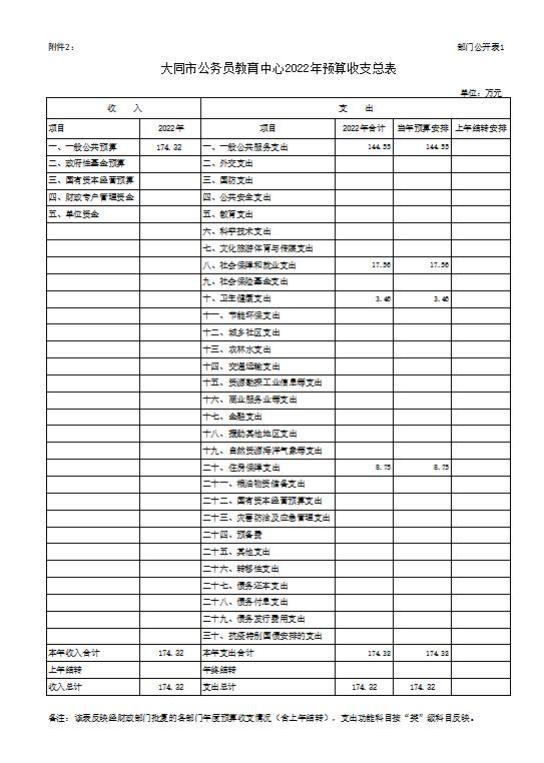 附件2:
部门公开表1
大同市公务员教育中心2022年预算收支总表
单位：万元
收 入 支 出
项目 2022年 项目 2022年合计 当年预算安排 上年结转安排
一、一般公共预算 174.32 一、一般公共服务支出 144.55 144.55
二、政府性基金预算 二、外交支出
三、国有资本经营预算 三、国防支出
四、财政专户管理资金 四、公共安全支出
五、单位资金 五、教育支出
六、科学技术支出
七、文化旅游体育与传媒支出
八、社会保障和就业支出 17.56 17.56
九、社会保险基金支出
十、卫生健康支出 3.46 3.46
十一、节能环保支出
十二、城乡社区支出
十三、农林水支出
十四、交通运输支出
十五、资源勘探工业信息等支出
十六、商业服务业等支出
十七、金融支出
十八、援助其他地区支出
十九、自然资源海洋气象等支出
二十、住房保障支出 8.75 8.75
二十一、粮油物资储备支出
二十二、国有资本经营预算支出
二十三、灾害防治及应急管理支出
二十四、预备费
二十五、其他支出
二十六、转移性支出
二十七、债务还本支出
二十八、债务付息支出
二十九、债务发行费用支出
三十、抗疫特别国债安排的支出
本年收入合计 174.32 本年支出合计 174.32 174.32
上年结转 年终结转
收入总计 174.32 支出总计 174.32 174.32
备注：该表反映经财政部门批复的各部门年度预算收支情况（含上年结转），支出功能科目按“类”级科目反映。